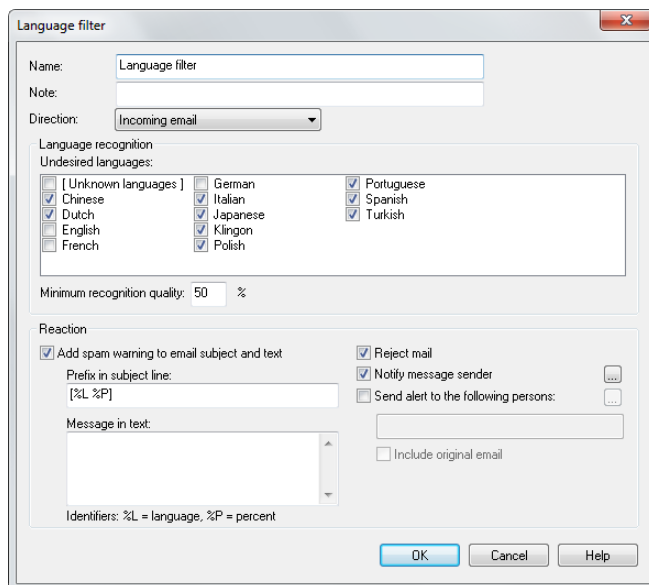 Language filter
Name: Language filter
Note:
Direction: Incoming email
Language recognition
Undesired languages:
[ Unknown languages ] German Portuguese
Chinese Italian Spanish
Dutch Japanese Turkish
English Klingon
French Polish
Minimum recognition quality: 50 %
Reaction
Add spam warning to email subject and text Reject mail
Prefix in subject line: Notify message sender ...
[%L %P] Send alert to the following persons: ...
Message in text:
Include original email
Identifiers: %L = language, %P = percent
OK Cancel Help